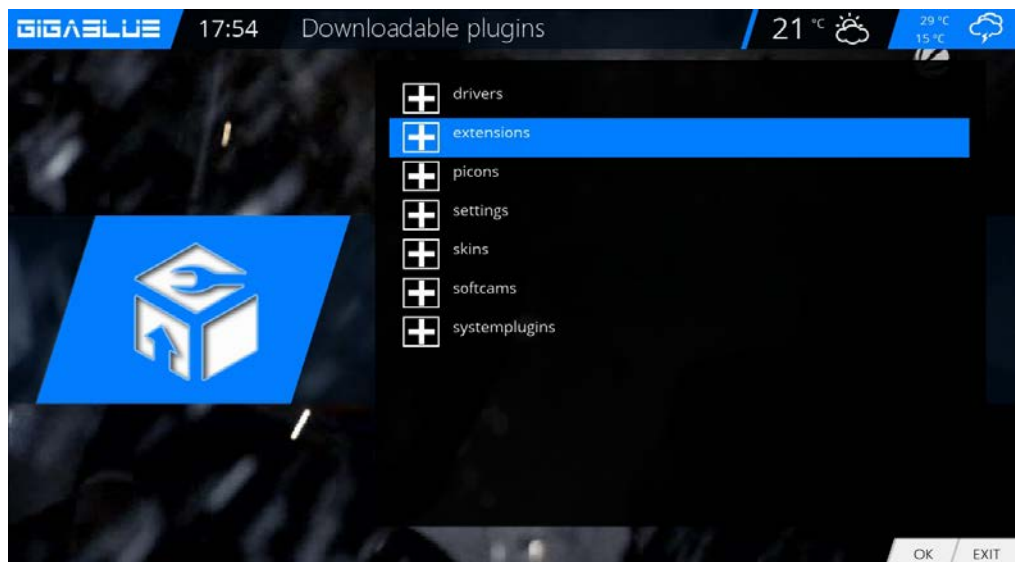 GIGABLUE 17:54 Downloadable plugins 21 °C 29 °C
15 °C
drivers
extensions
picons
settings
skins
softcams
systemplugins
OK EXIT